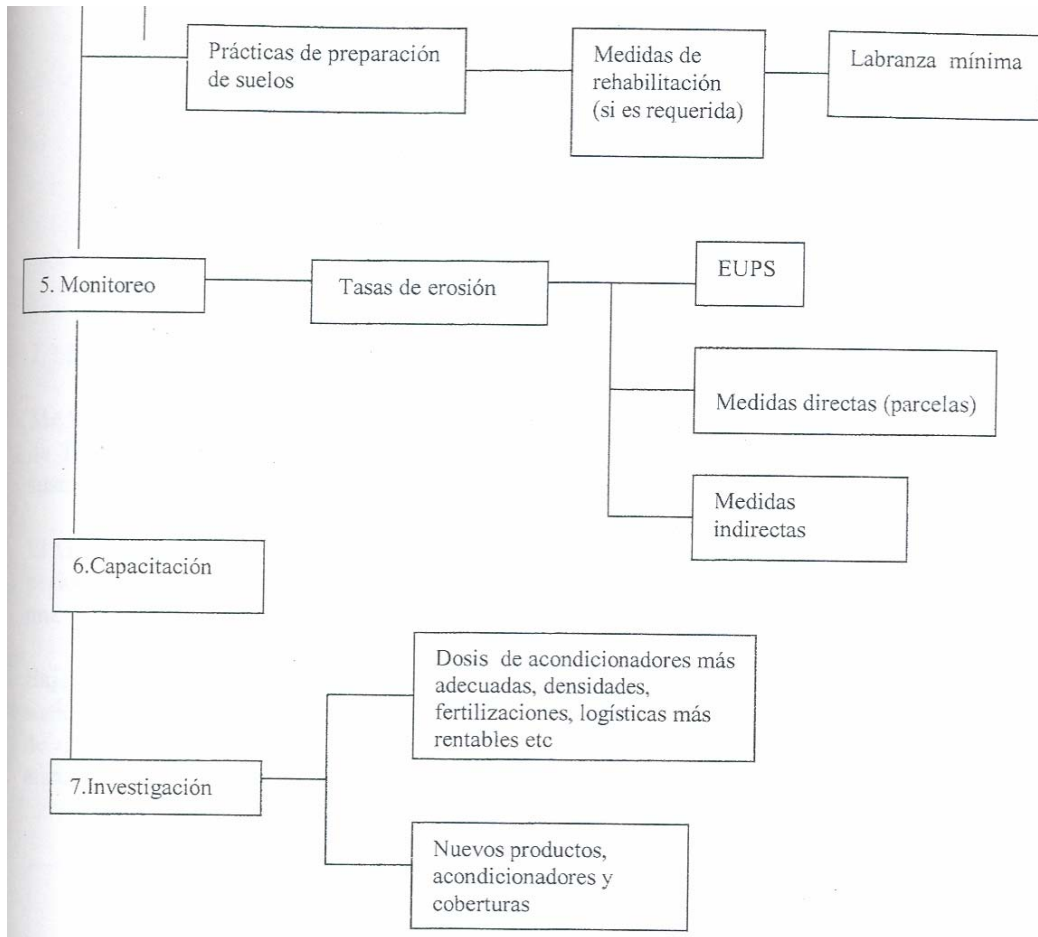 Prácticas de preparación
de suelos
Medidas de
rehabilitación
(si es requerida)
Labranza mínima
5. Monitoreo
Tasas de erosión
EUPS
Medidas directas (parcelas)
Medidas
indirectas
6.Capacitación
Dosis de acondicionadores más
adecuadas, densidades,
fertilizaciones, logísticas más
rentables etc
7.Investigación
Nuevos productos,
acondicionadores y
coberturas